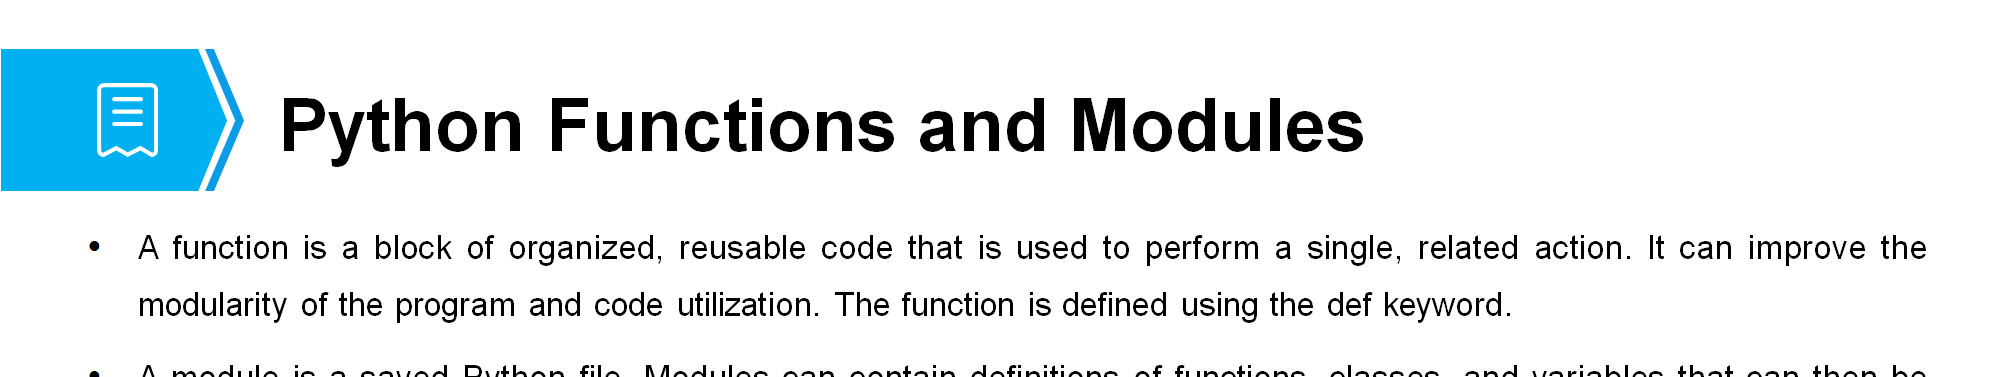 Python Functions and Modules
• A function is a block of organized, reusable code that is used to perform a single, related action. It can improve the
modularity of the program and code utilization. The function is defined using the def keyword.
• A module is a saved Python file. Modules can contain definitions of functions, classes, and variables that can then be